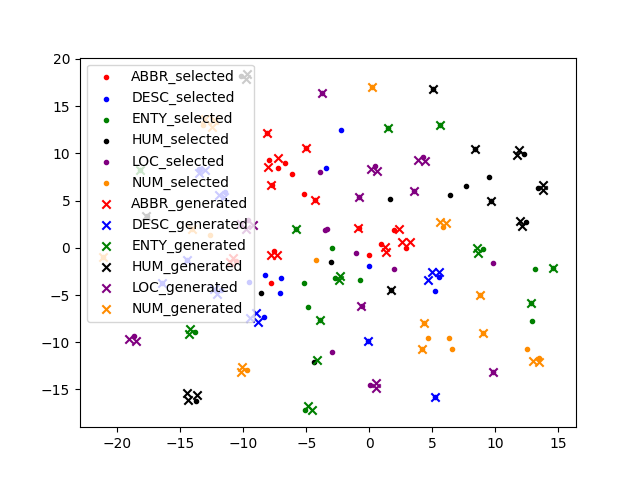 20
15
10
5
0
−5
−10
−15
−20
−15
−10
−5
0
5
10
15
ABBR_selected
DESC_selected
ENTY_selected
HUM_selected
LOC_selected
NUM_selected
ABBR_generated
DESC_generated
ENTY_generated
HUM_generated
LOC_generated
NUM_generated